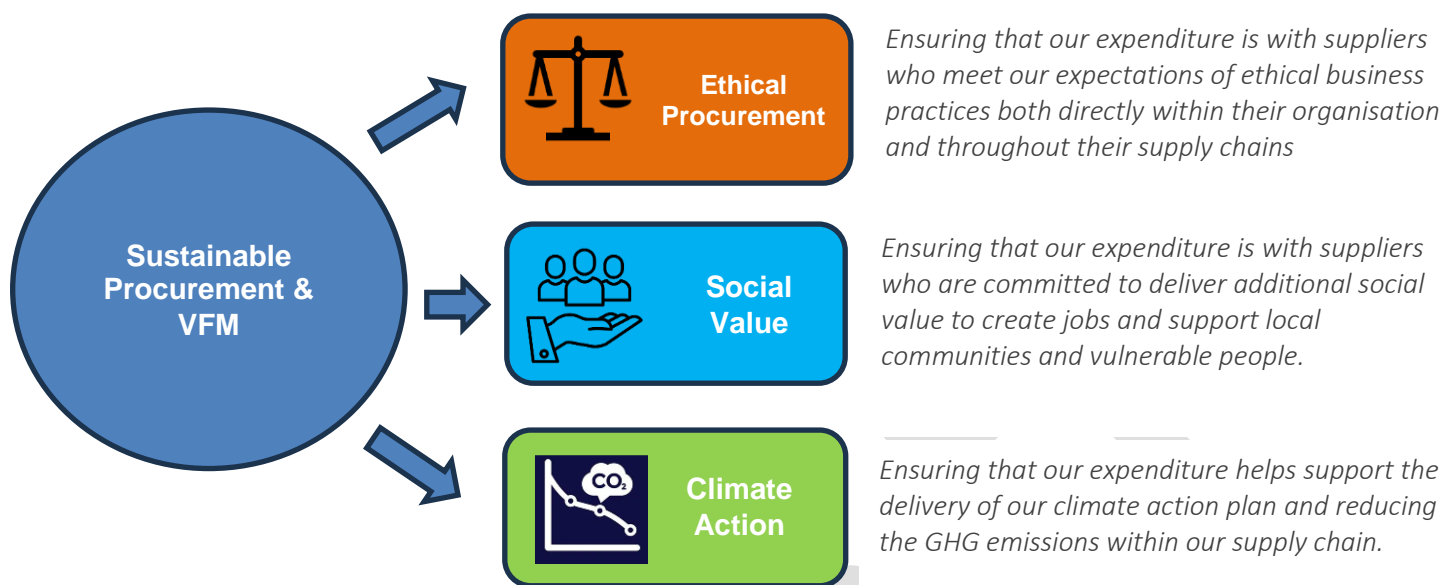 Sustainable
Procurement &
VFM
Ethical
Procurement
Ensuring that our expenditure is with suppliers
who meet our expectations of ethical business
practices both directly within their organisation
and throughout their supply chains
Social
Value
Ensuring that our expenditure is with suppliers
who are committed to deliver additional social
value to create jobs and support local
communities and vulnerable people.
CO₂
Climate
Action
Ensuring that our expenditure helps support the
delivery of our climate action plan and reducing
the GHG emissions within our supply chain.